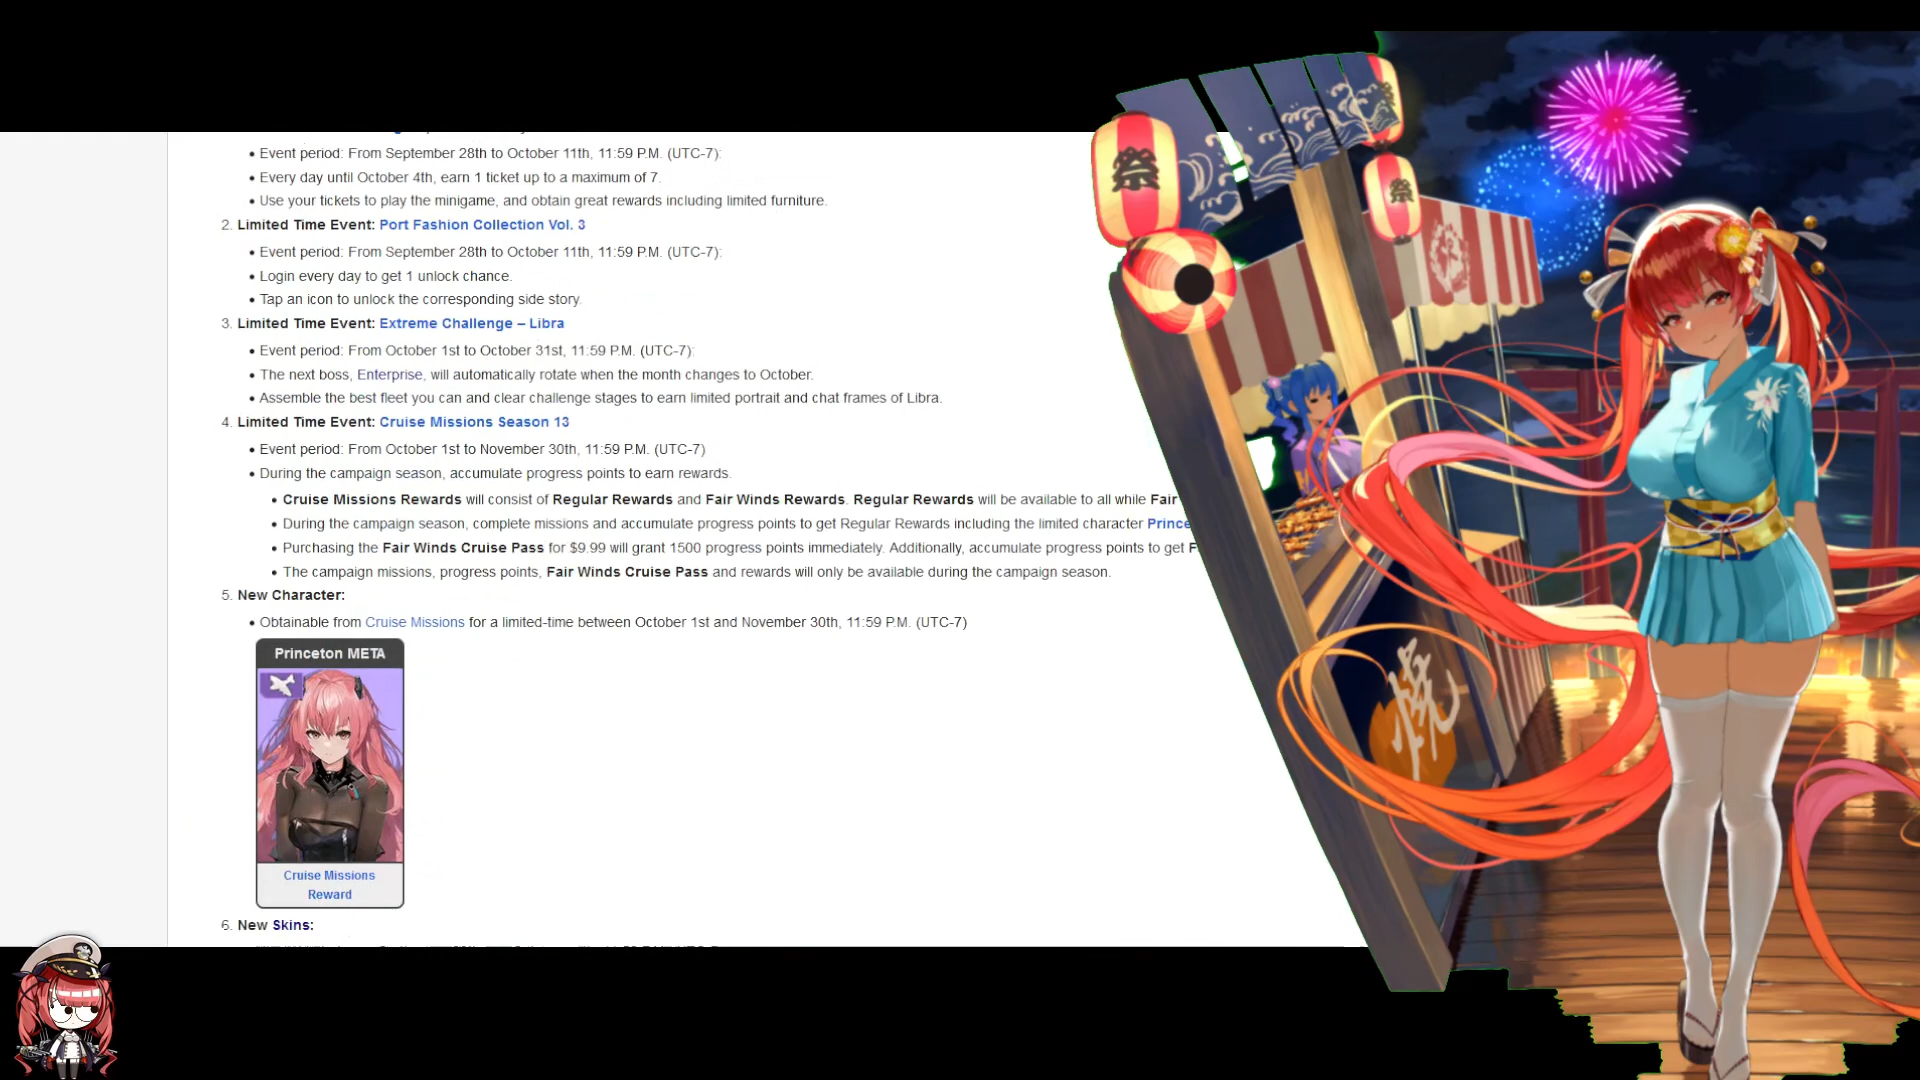 • Event period: From September 28th to October 11th, 11:59 P.M. (UTC-7):
• Every day until October 4th, earn 1 ticket up to a maximum of 7.
• Use your tickets to play the minigame, and obtain great rewards including limited furniture.
2. Limited Time Event: Port Fashion Collection Vol. 3
• Event period: From September 28th to October 11th, 11:59 P.M. (UTC-7):
• Login every day to get 1 unlock chance.
• Tap an icon to unlock the corresponding side story.
3. Limited Time Event: Extreme Challenge – Libra
• Event period: From October 1st to October 31st, 11:59 P.M. (UTC-7):
• The next boss, Enterprise, will automatically rotate when the month changes to October.
• Assemble the best fleet you can and clear challenge stages to earn limited portrait and chat frames of Libra.
4. Limited Time Event: Cruise Missions Season 13
• Event period: From October 1st to November 30th, 11:59 P.M. (UTC-7)
• During the campaign season, accumulate progress points to earn rewards.
• Cruise Missions Rewards will consist of Regular Rewards and Fair Winds Rewards. Regular Rewards will be available to all while Fair
• During the campaign season, complete missions and accumulate progress points to get Regular Rewards including the limited character Prince
• Purchasing the Fair Winds Cruise Pass for $9.99 will grant 1500 progress points immediately. Additionally, accumulate progress points to get F
• The campaign missions, progress points, Fair Winds Cruise Pass and rewards will only be available during the campaign season.
5. New Character:
• Obtainable from Cruise Missions for a limited-time between October 1st and November 30th, 11:59 P.M. (UTC-7)
Princeton META
Cruise Missions
Reward
6. New Skins:
祭
祭
祭
焼